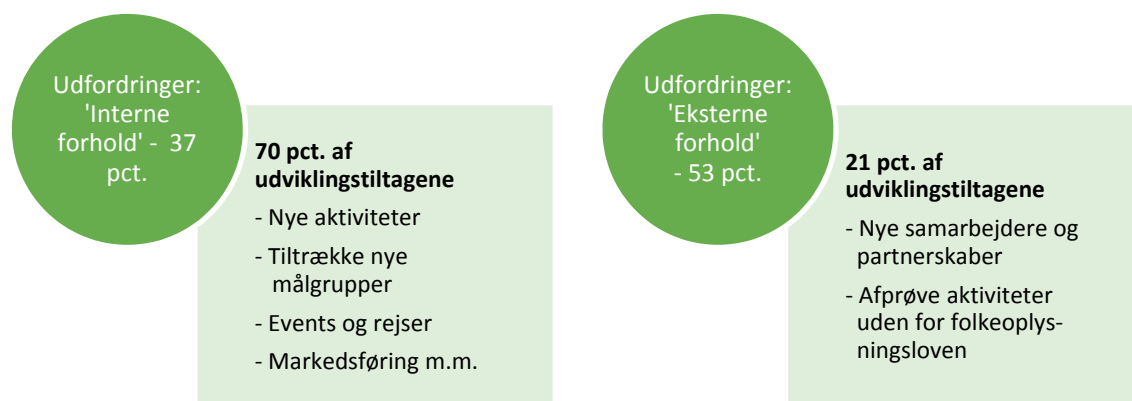 Udfordringer:
'Interne
forhold' - 37
pct.
70 pct. af
udviklingstiltagene
- Nye aktiviteter
- Tiltrække nye
målgrupper
- Events og rejser
- Markedsføring m.m.
Udfordringer:
'Eksterne
forhold'
- 53 pct.
21 pct. af
udviklingstiltagene
- Nye samarbejdere og
partnerskaber
- Afprøve aktiviteter
uden for folkeoplys-
ningsloven